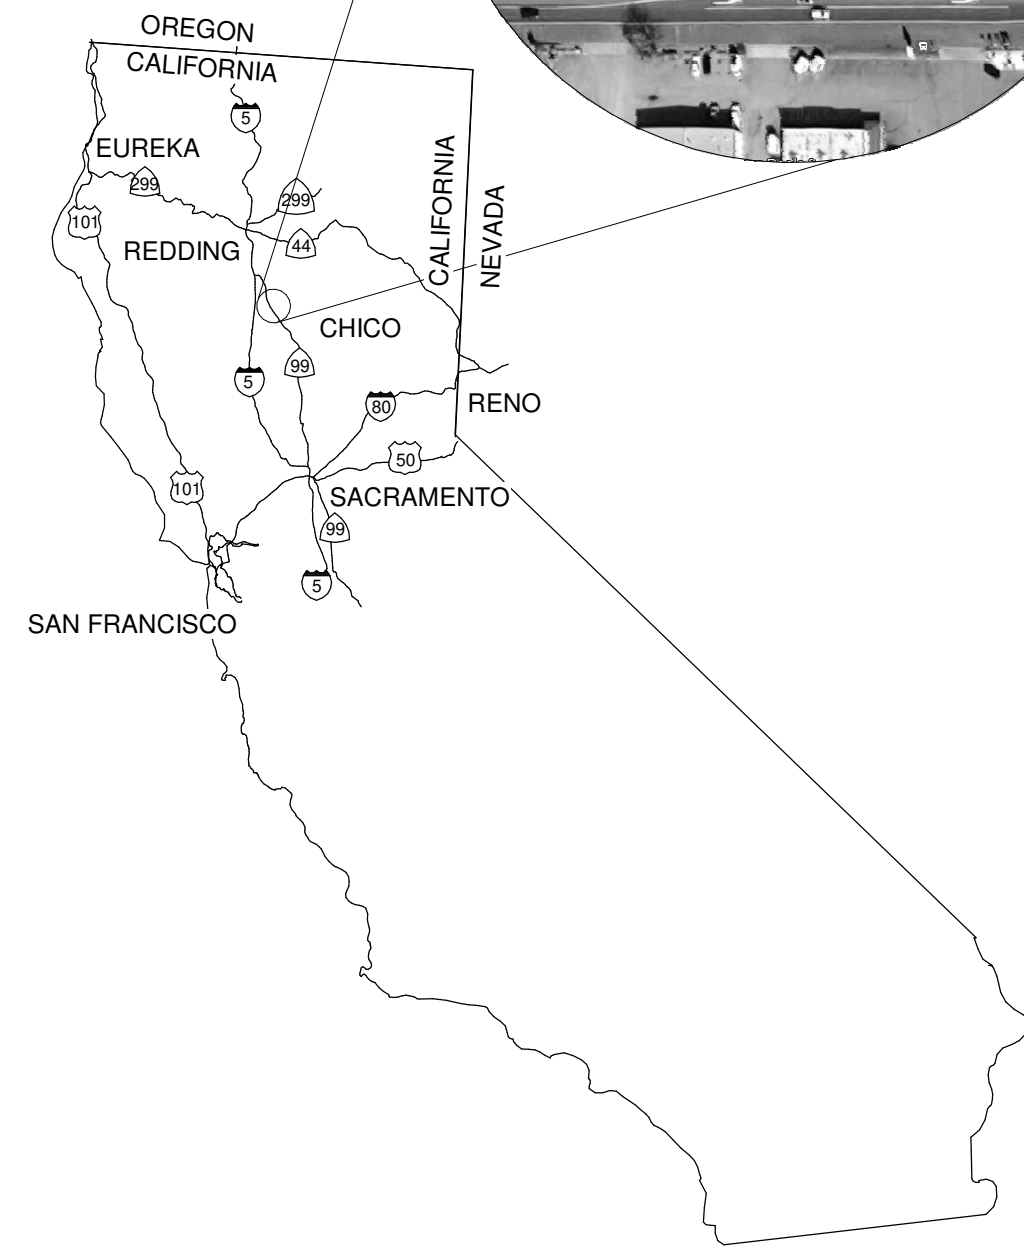 OREGON
CALIFORNIA
5
EUREKA
299
299
CALIFORNIA
NEVADA
101
REDDING
44
CHICO
99
5
80
RENO
50
101
SACRAMENTO
99
5
SAN FRANCISCO